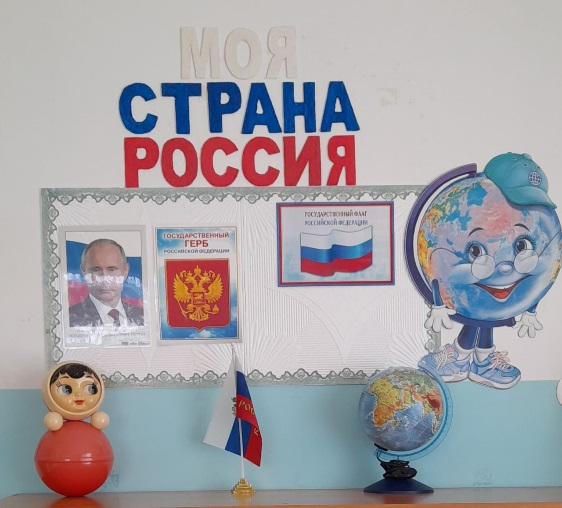 МОЯ
СТРАНА
РОССИЯ
ГОСУДАРСТВЕННЫЙ
ГЕРБ
РОССИЙСКОЙ ФЕДЕРАЦИИ
ГОСУДАРСТВЕННЫЙ ФЛАГ
РОССИЙСКОЙ ФЕДЕРАЦИИ